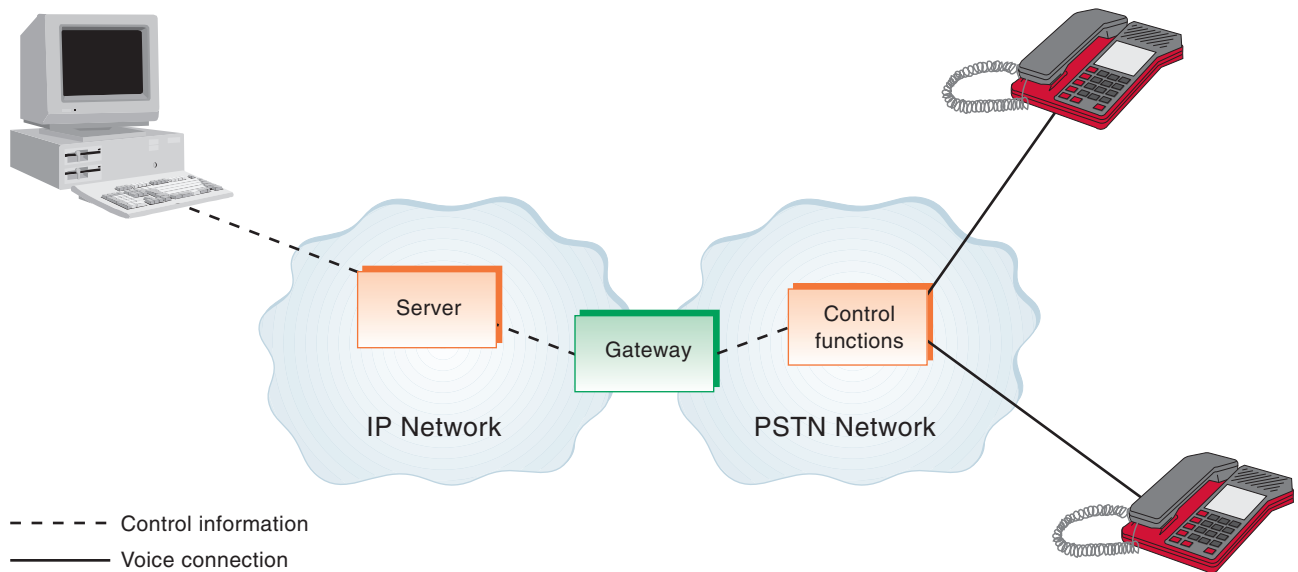 Server
Gateway
Control
functions
IP Network
PSTN Network
Control information
Voice connection